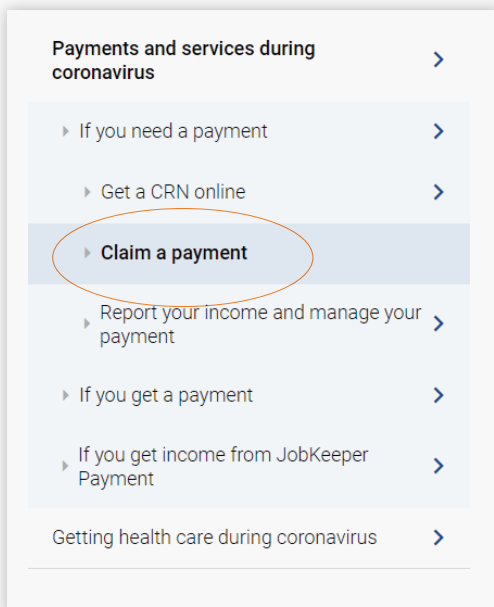 Payments and services during
coronavirus
If you need a payment
Get a CRN online
Claim a payment
Report your income and manage your
payment
If you get a payment
If you get income from JobKeeper
Payment
Getting health care during coronavirus